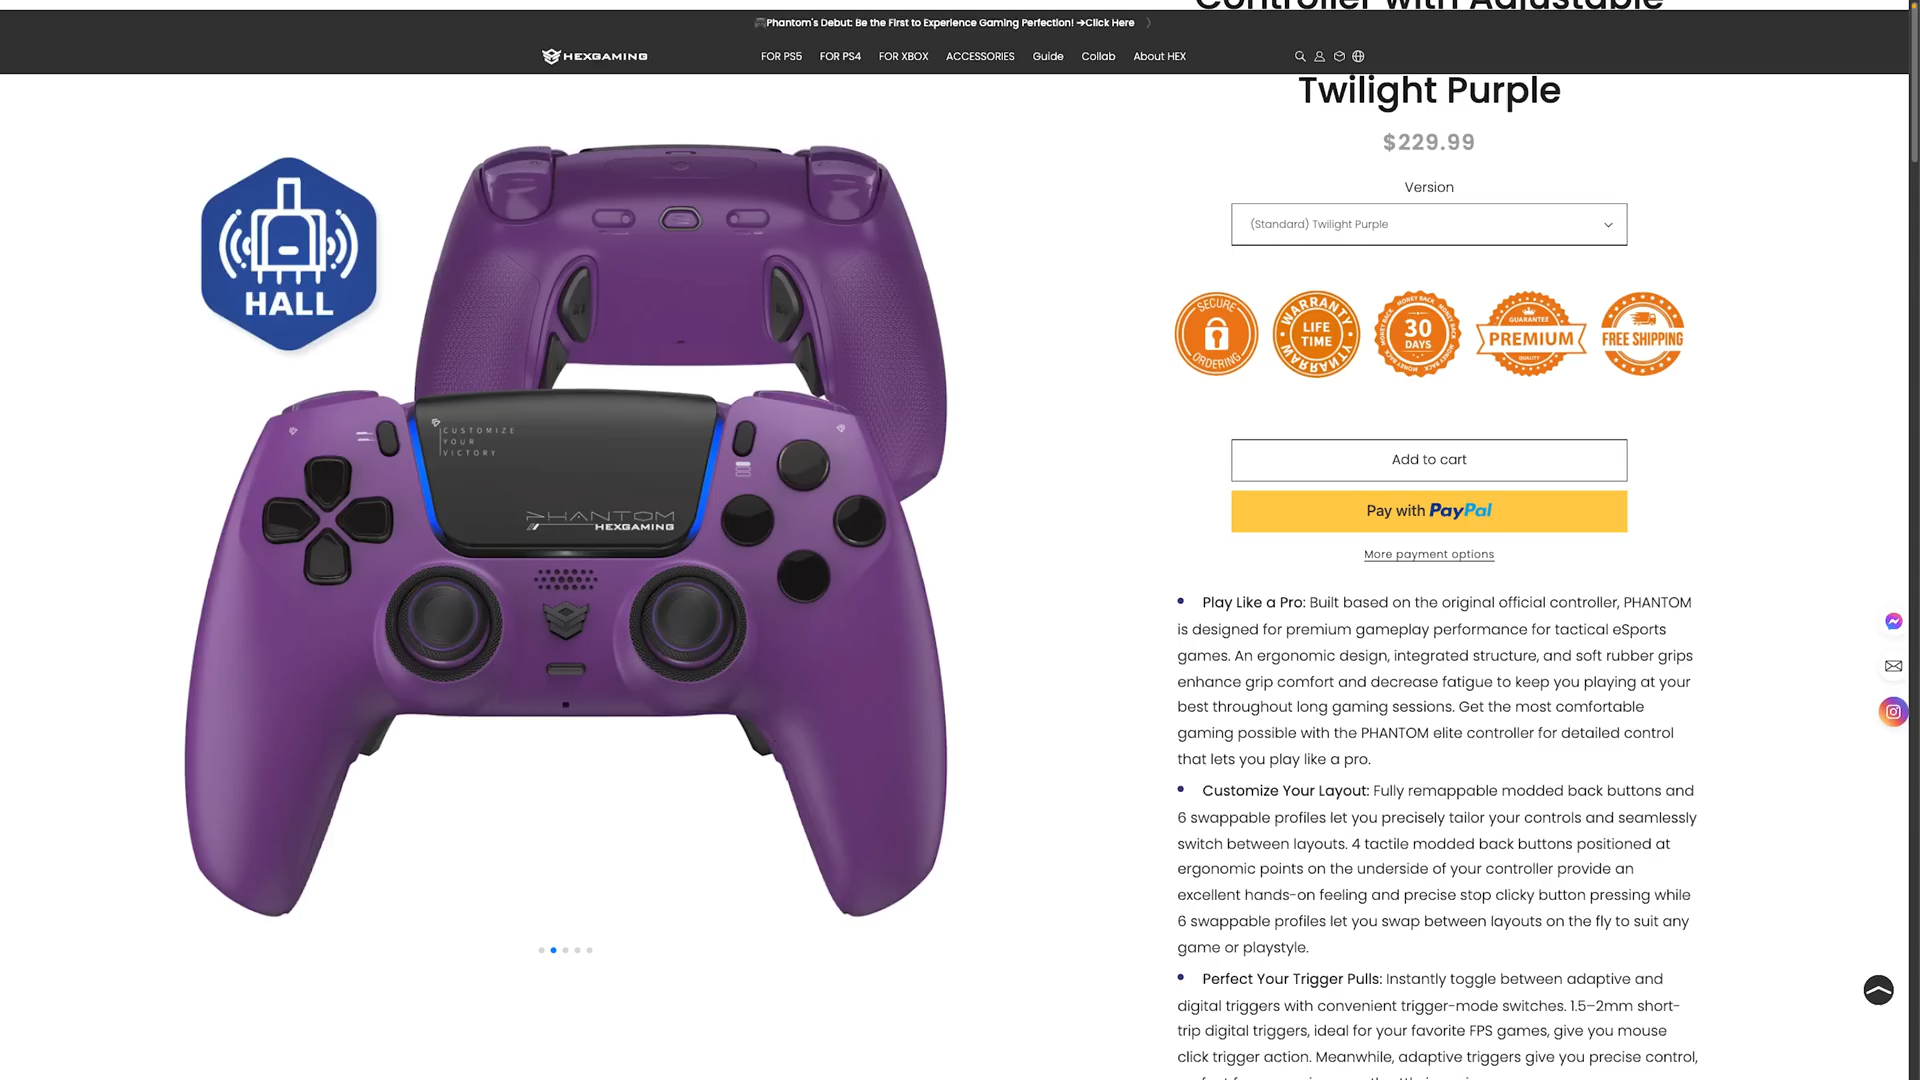 Controller with Adjustable
Phantom's Debut: Be the First to Experience Gaming Perfection! ➔Click Here
HEXGAMING
FOR PS5
FOR PS4
FOR XBOX
ACCESSORIES
Guide
Collab
About HEX
Twilight Purple
$229.99
Version
(Standard) Twilight Purple
SECURE
ORDERING
WARRANTY
LIFE
TIME
WARRANTY
MONEY BACK
30
DAYS
MONEY BACK
GUARANTEE
PREMIUM
QUALITY
FREE SHIPPING
Add to cart
Pay with PayPal
More payment options
HALL
CUSTOMIZE
YOUR
VICTORY
PHANTOM
HEXGAMING
Play Like a Pro: Built based on the original official controller, PHANTOM
is designed for premium gameplay performance for tactical eSports
games. An ergonomic design, integrated structure, and soft rubber grips
enhance grip comfort and decrease fatigue to keep you playing at your
best throughout long gaming sessions. Get the most comfortable
gaming possible with the PHANTOM elite controller for detailed control
that lets you play like a pro.
Customize Your Layout: Fully remappable modded back buttons and
6 swappable profiles let you precisely tailor your controls and seamlessly
switch between layouts. 4 tactile modded back buttons positioned at
ergonomic points on the underside of your controller provide an
excellent hands-on feeling and precise stop clicky button pressing while
6 swappable profiles let you swap between layouts on the fly to suit any
game or playstyle.
Perfect Your Trigger Pulls: Instantly toggle between adaptive and
digital triggers with convenient trigger-mode switches. 1.5–2mm short-
trip digital triggers, ideal for your favorite FPS games, give you mouse
click trigger action. Meanwhile, adaptive triggers give you precise control,